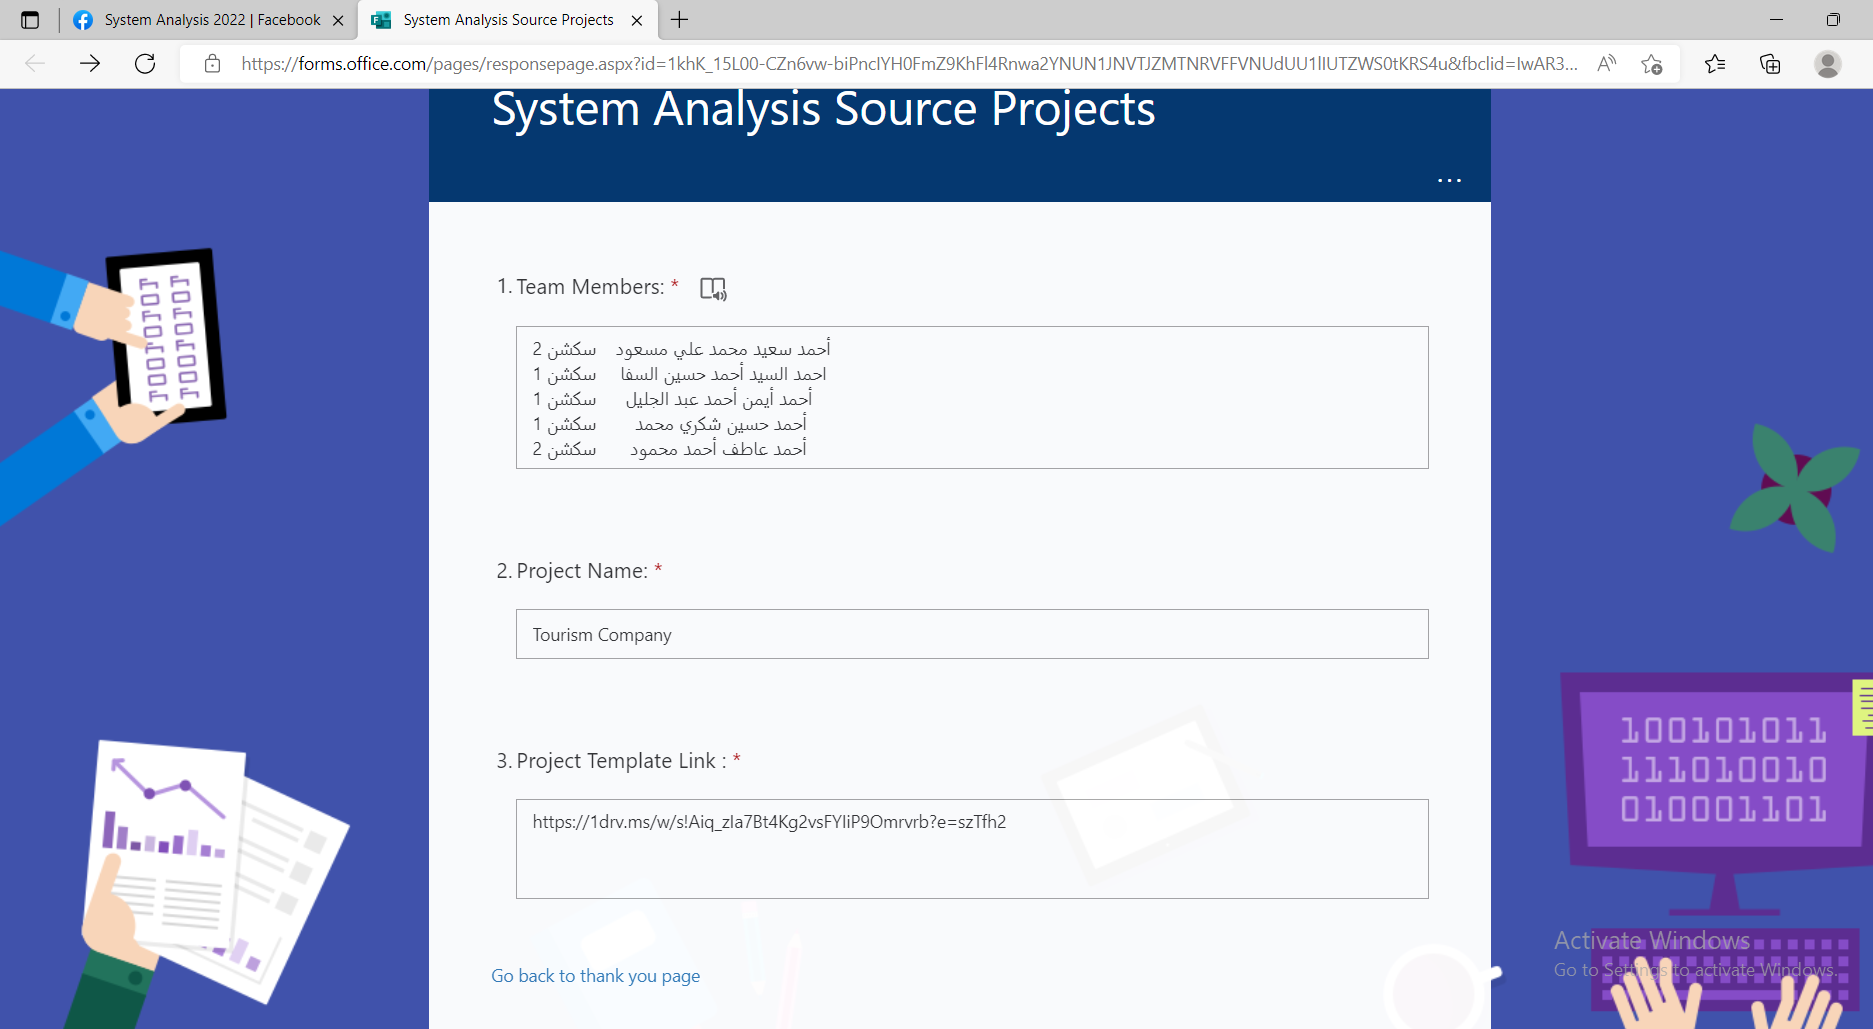 System Analysis 2022 | Facebook
System Analysis Source Projects
https://forms.office.com/pages/responsepage.aspx?id=1khK_15L00-CZn6vw-biPncIYH0FmZ9KhFl4Rnwa2YNUN1JNVTJZMTNRVFFVNUdUU1lIUTZWS0tKRS4u&fbclid=IwAR3...
System Analysis Source Projects
...
1. Team Members: *
أحمد سعيد محمد علي مسعود سكشن 2
احمد السيد أحمد حسين السفا سكشن 1
أحمد أيمن أحمد عبد الجليل سكشن 1
أحمد حسين شكري محمد سكشن 1
أحمد عاطف أحمد محمود سكشن 2
2. Project Name: *
Tourism Company
3. Project Template Link : *
https://1drv.ms/w/s!Aiq_zIa7Bt4Kg2vsFYIiP9Omrvrb?e=szTfh2
Go back to thank you page
100101011
111010010
010001101
Activate Windows
Go to Settings to activate Windows.